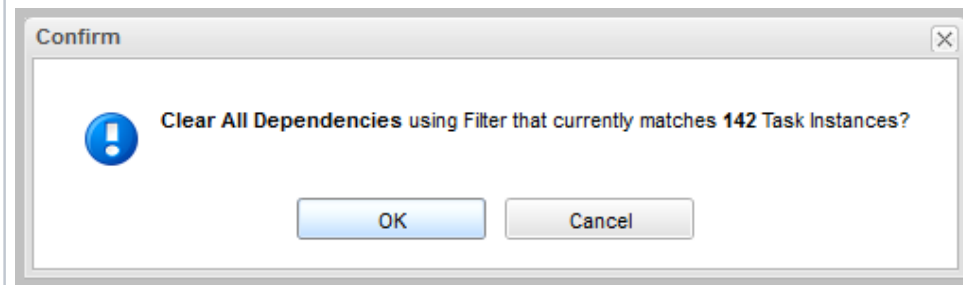 Confirm
Clear All Dependencies using Filter that currently matches 142 Task Instances?
OK
Cancel